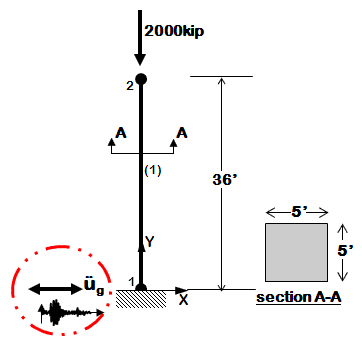 2000kip
2
A A
(1)
36'
5'
Y
5'
ü g
1
X
section A-A